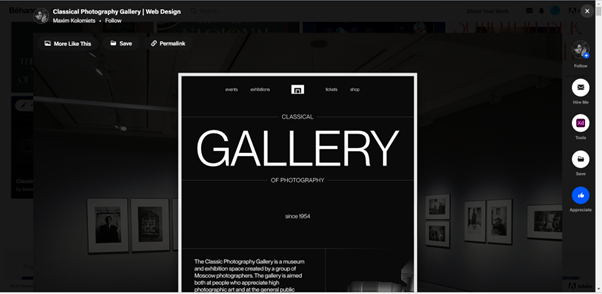 Classical Photography Gallery | Web Design
Maxim Kolomiets • Follow
More Like This
Save
Permalink
events
exhibitions
tickets
shop
CLASSICAL
GALLERY
OF PHOTOGRAPHY
since 1954
The Classic Photography Gallery is a museum
and exhibition space created by a group of
Moscow photographers. The gallery is aimed
both at people who appreciate high
photographic art and at the general public
Follow
Hire Me
Xd
Tools
Save
Appreciate